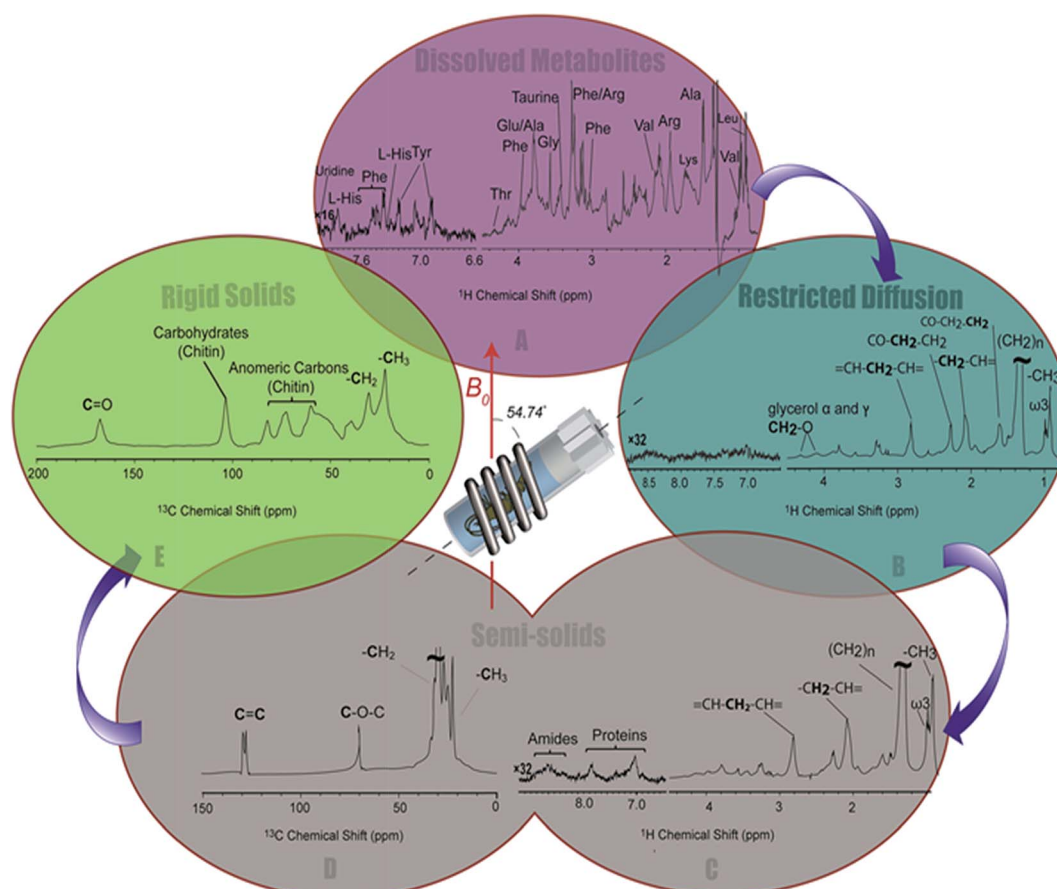 Dissolved Metabolites
Taurine
Phe/Arg
Ala
Glu/Ala
Phe
Gly
Phe
Val
Arg
Leu
Lys
Val
Thr
Uridine
L-His
Phe
L-His
Tyr
×16
7.6
7.0
6.6
4
3
2
1H Chemical Shift (ppm)
A
Restricted Diffusion
CO-CH2-CH2
CO-CH2-CH2
(CH2)n
=CH-CH2-CH=
-CH2-CH=
-CH3
ω3
glycerol α and γ
CH2-O
×32
8.5
8.0
7.5
7.0
4
3
2
1
1H Chemical Shift (ppm)
B
Rigid Solids
Carbohydrates
(Chitin)
Anomeric Carbons
(Chitin)
-CH3
-CH2
C=O
200
150
100
50
0
13C Chemical Shift (ppm)
E
B0
54.74°
Semi-solids
-CH2
-CH3
C=C
C-O-C
150
100
50
0
13C Chemical Shift (ppm)
D
(CH2)n
-CH3
-CH2-CH=
=CH-CH2-CH=
ω3
Amides
Proteins
×32
8.0
7.0
4
3
2
1H Chemical Shift (ppm)
C